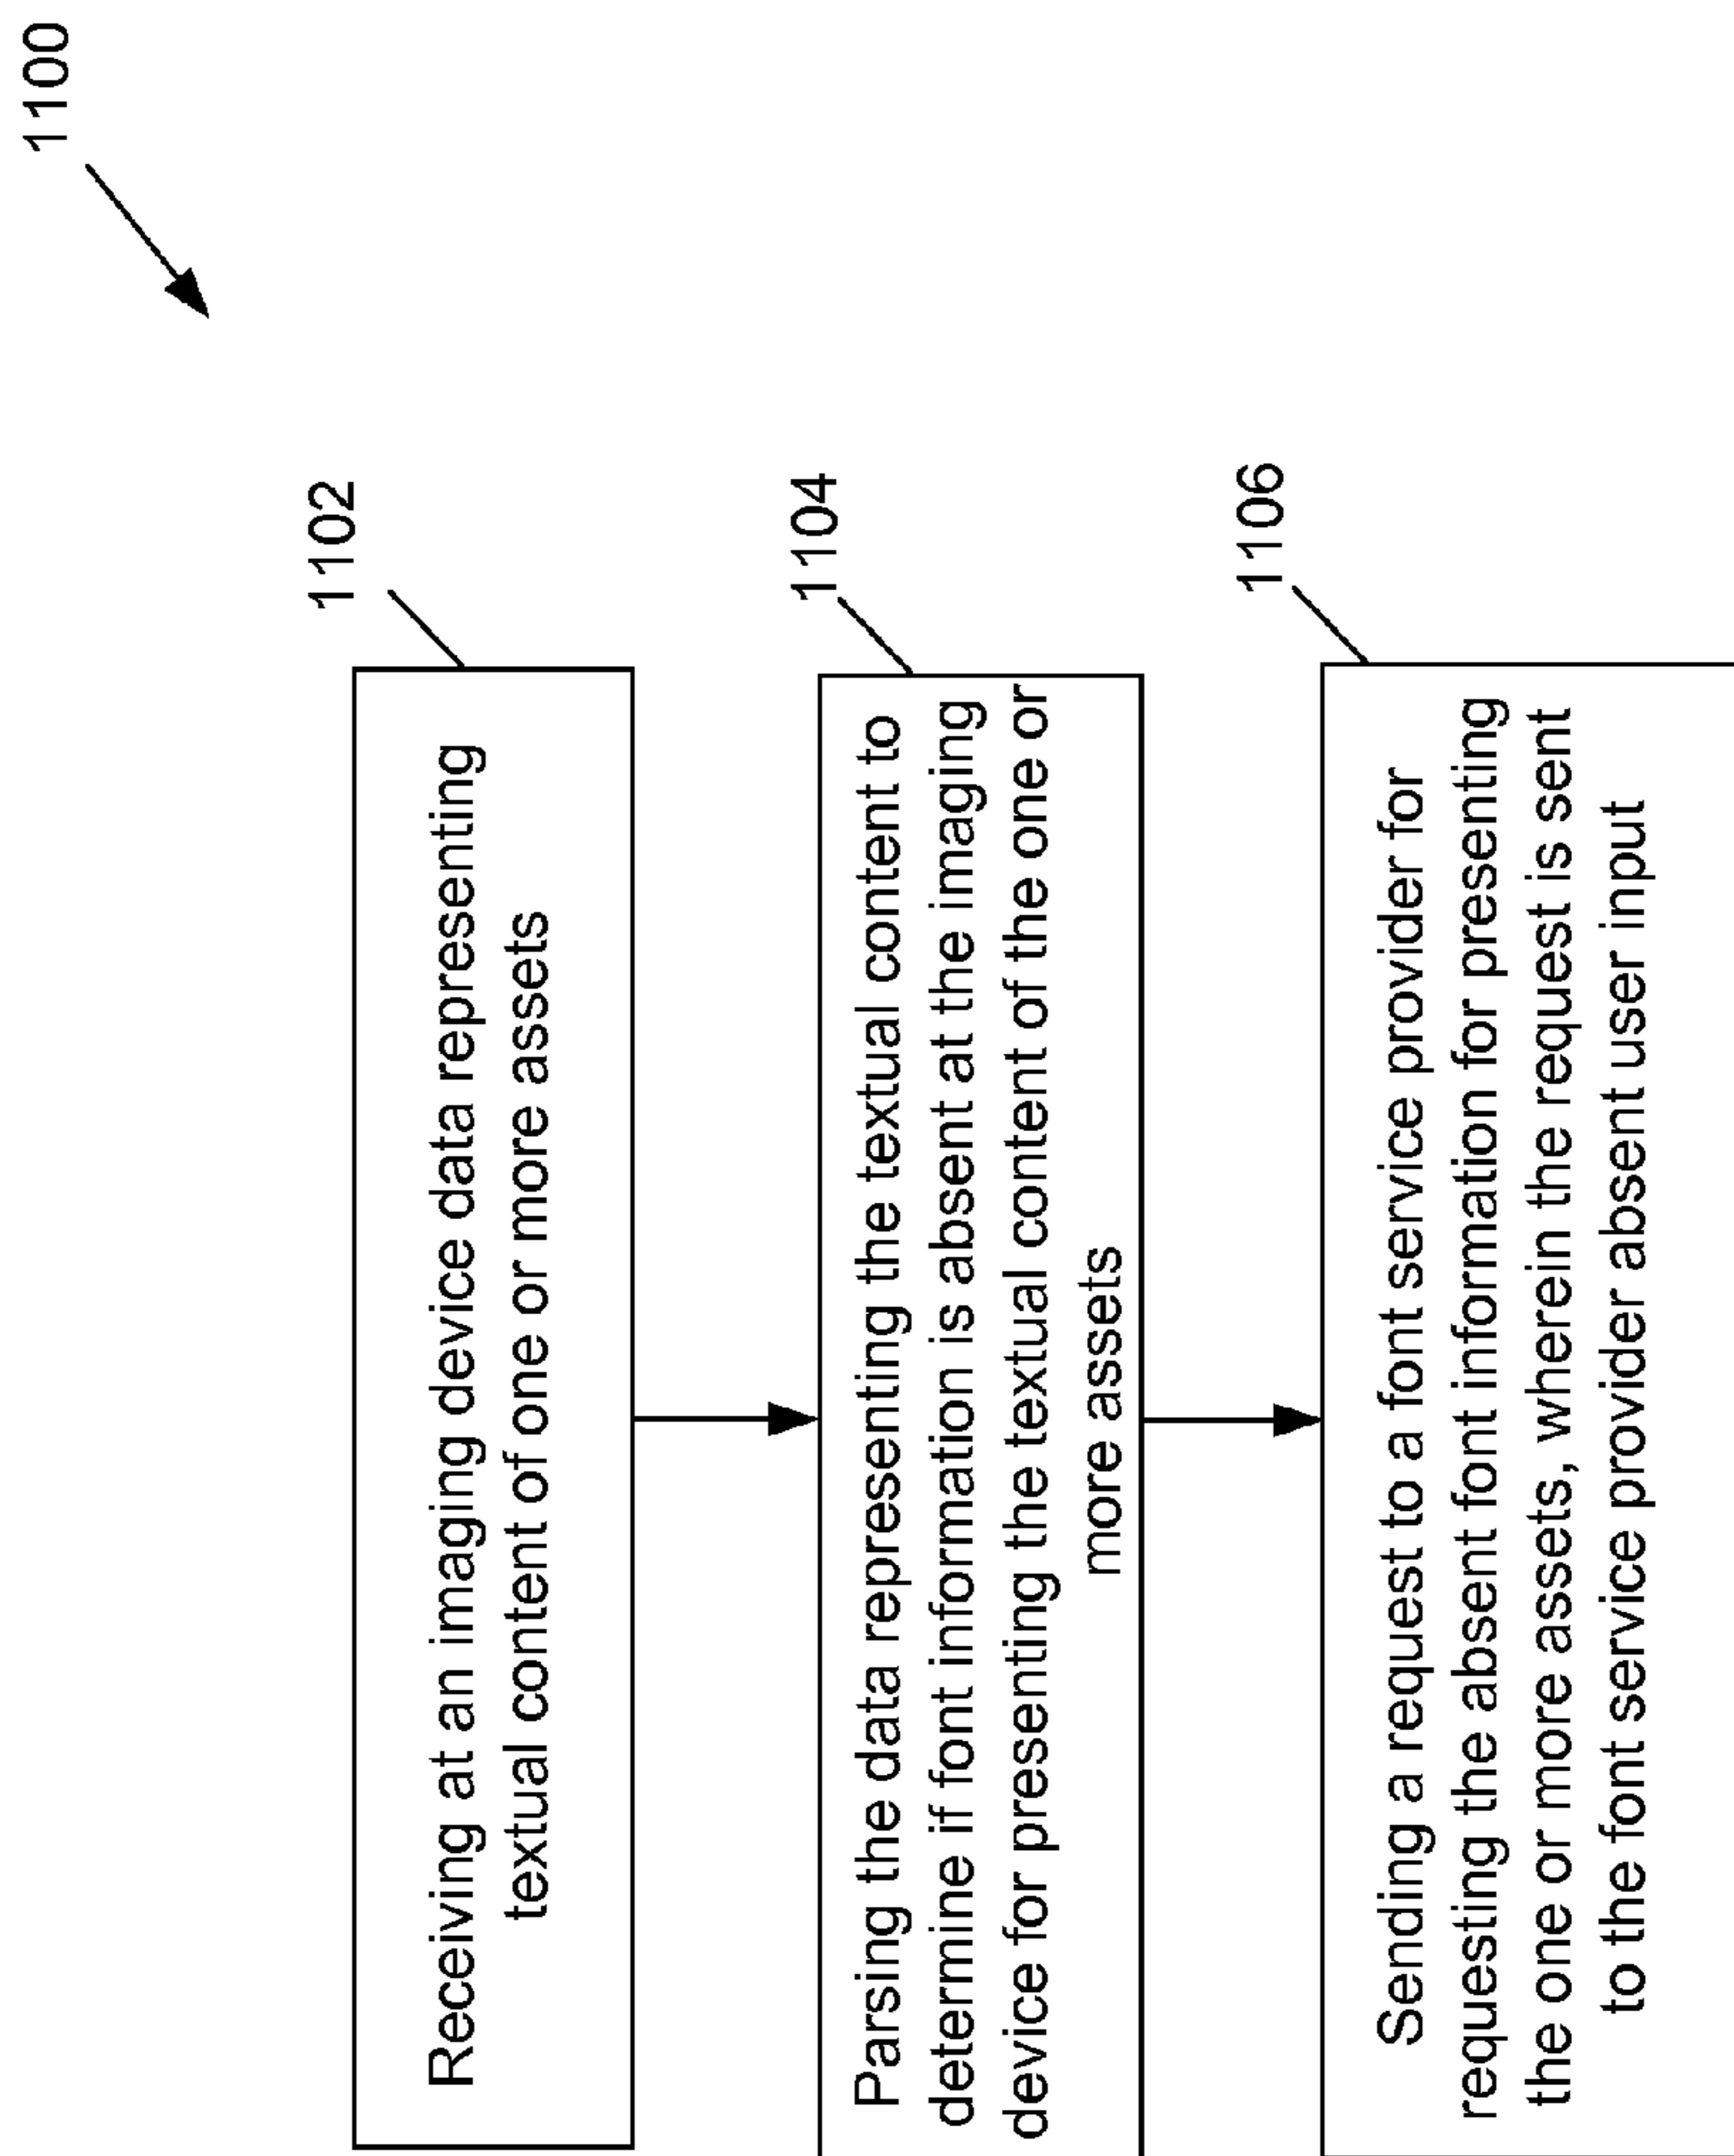 1100
1102
Receiving at an imaging device data representing
textual content of one or more assets
1104
Parsing the data representing the textual content to
determine if font information is absent at the imaging
device for presenting the textual content of the one or
more assets
1106
Sending a request to a font service provider for
requesting the absent font information for presenting
the one or more assets, wherein the request is sent
to the font service provider absent user input